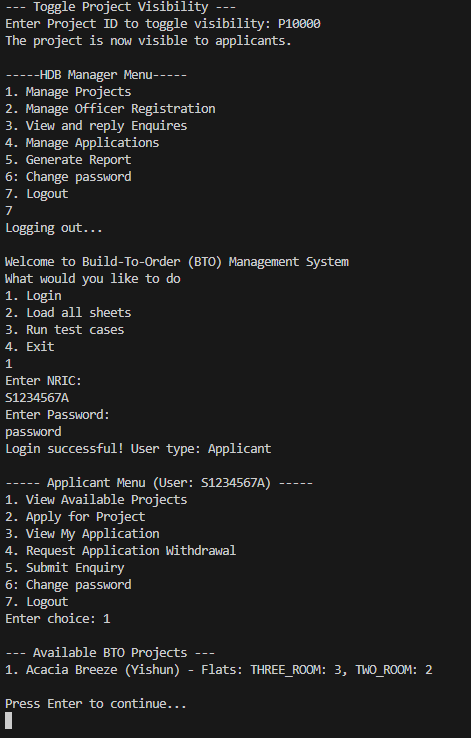 --- Toggle Project Visibility ---
Enter Project ID to toggle visibility: P10000
The project is now visible to applicants.
-----HDB Manager Menu-----
1. Manage Projects
2. Manage Officer Registration
3. View and reply Enquires
4. Manage Applications
5. Generate Report
6: Change password
7. Logout
7
Logging out...
Welcome to Build-To-Order (BTO) Management System
What would you like to do
1. Login
2. Load all sheets
3. Run test cases
4. Exit
1
Enter NRIC:
S1234567A
Enter Password:
password
Login successful! User type: Applicant
----- Applicant Menu (User: S1234567A) -----
1. View Available Projects
2. Apply for Project
3. View My Application
4. Request Application Withdrawal
5. Submit Enquiry
6: Change password
7. Logout
Enter choice: 1
--- Available BTO Projects ---
1. Acacia Breeze (Yishun) - Flats: THREE_ROOM: 3, TWO_ROOM: 2
Press Enter to continue...